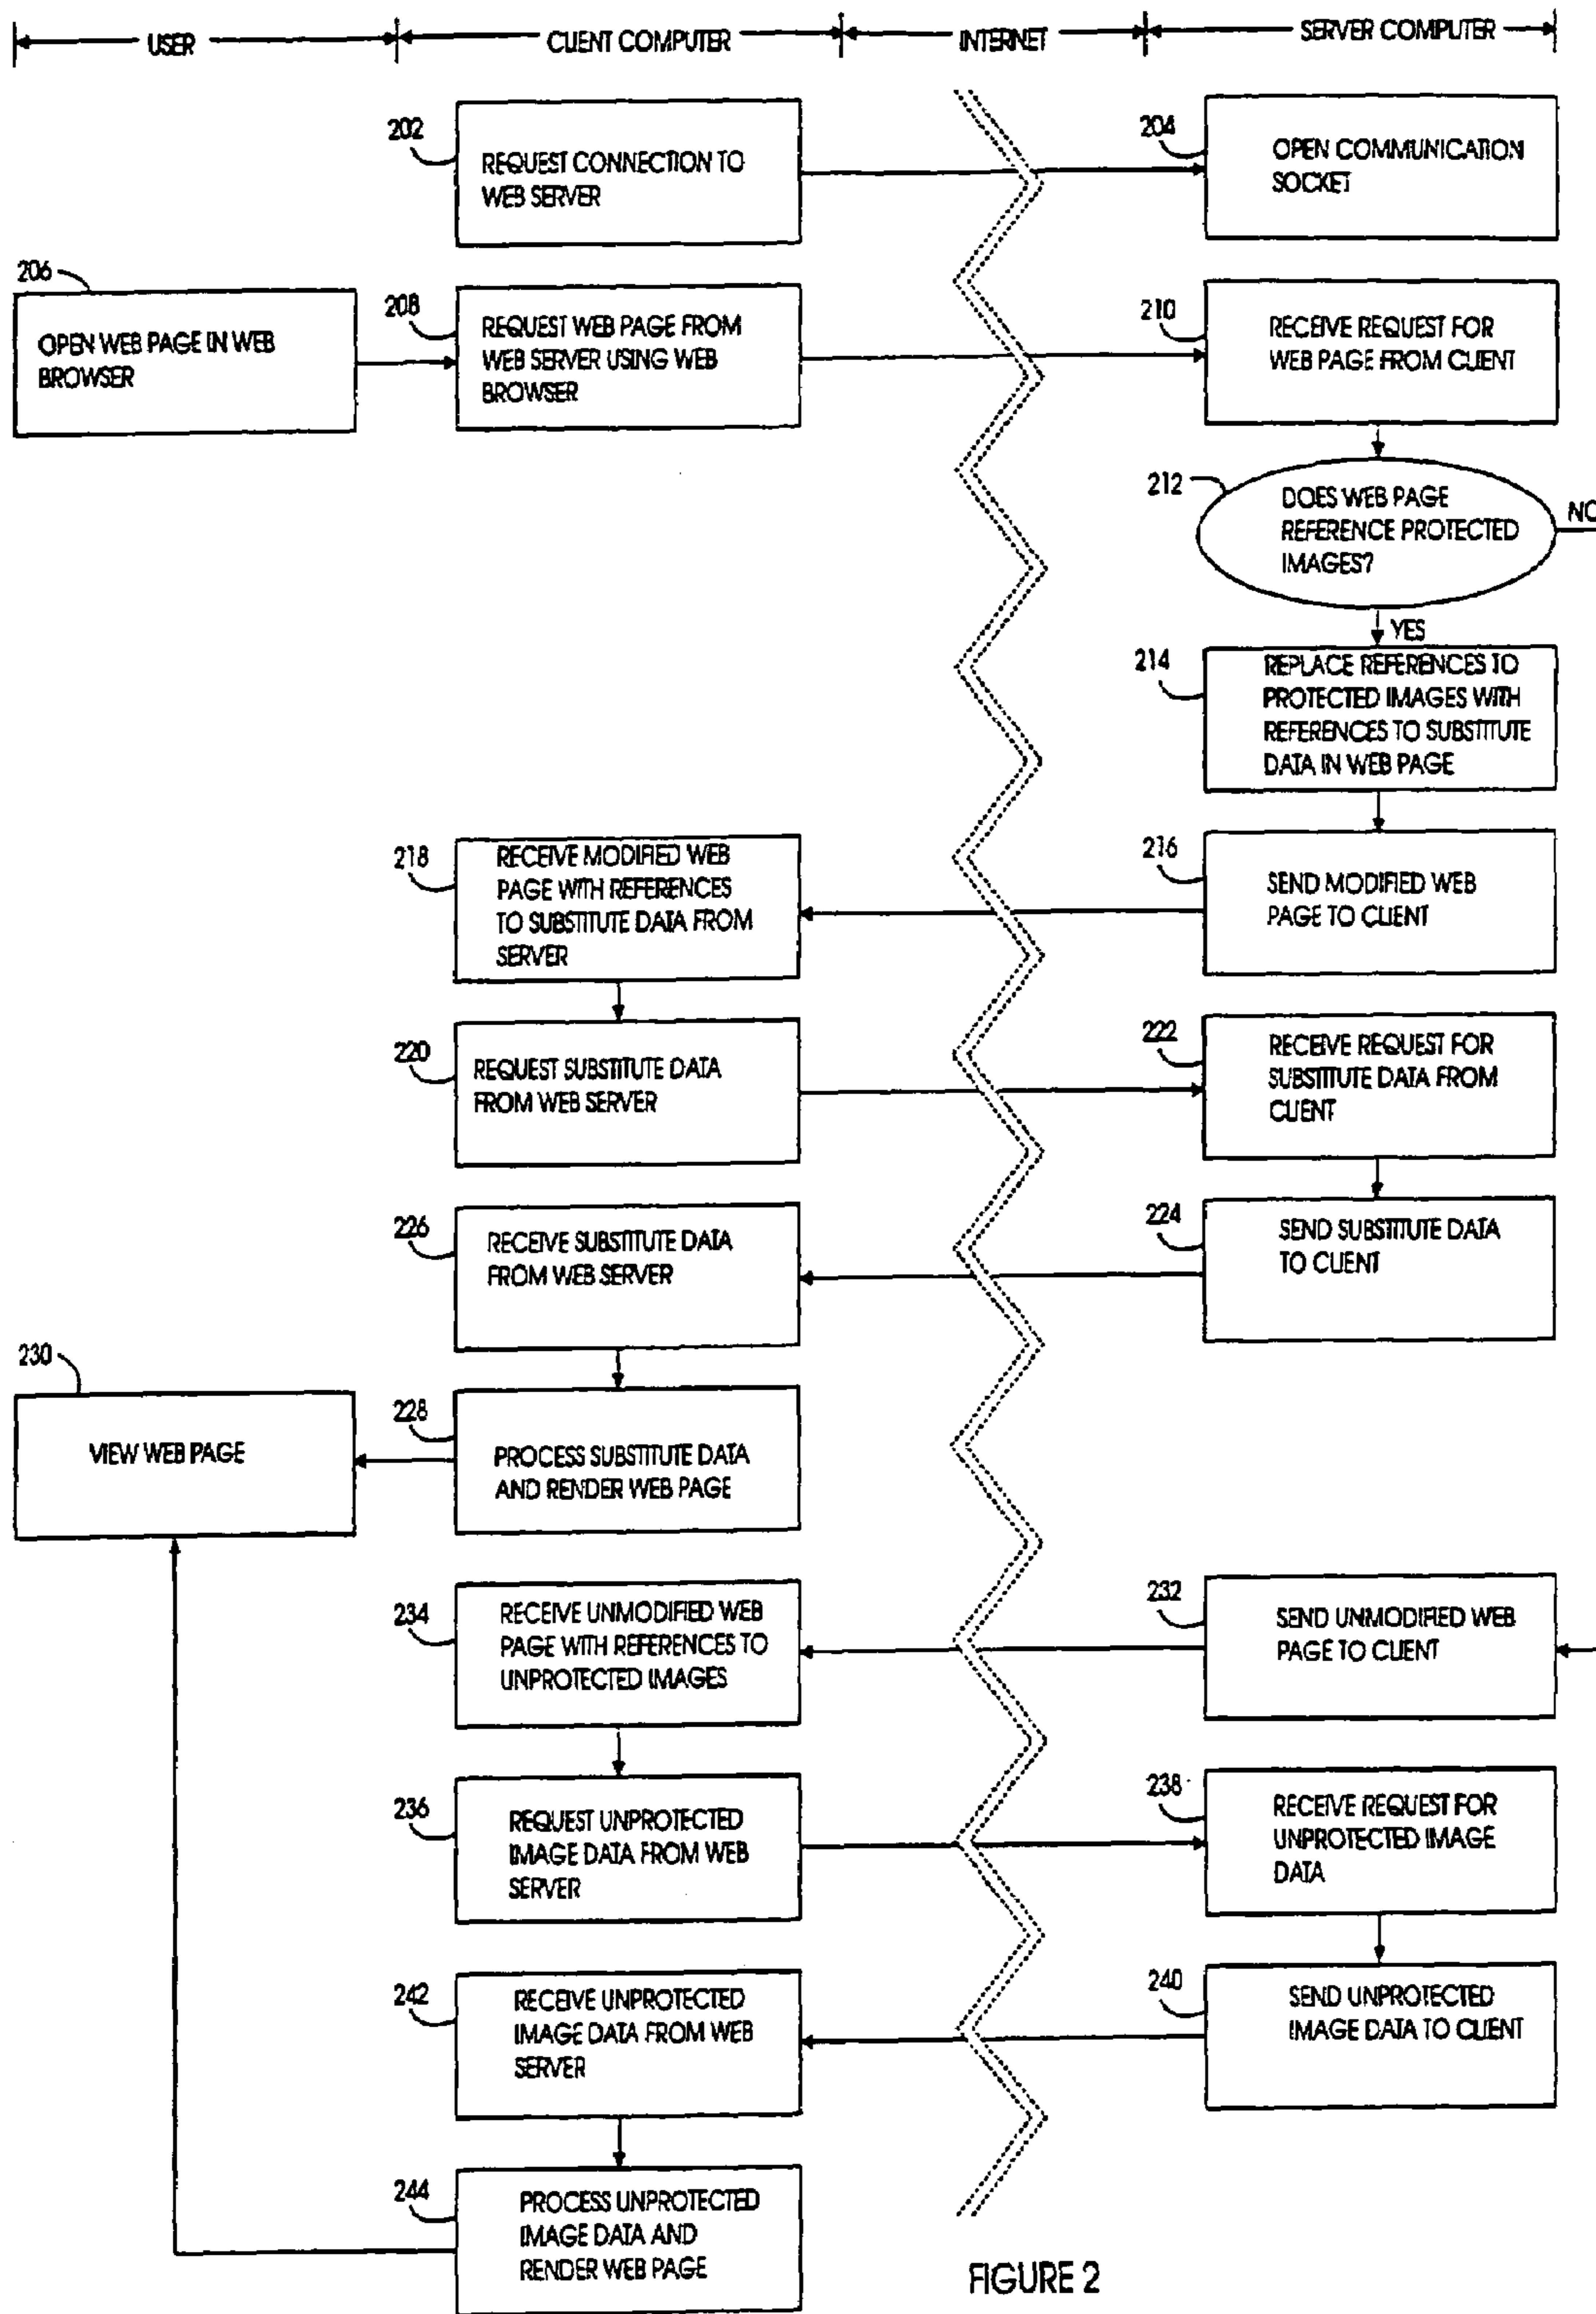 USER
CLIENT COMPUTER
INTERNET
SERVER COMPUTER
202
REQUEST CONNECTION TO
WEB SERVER
204
OPEN COMMUNICATION
SOCKET
206
OPEN WEB PAGE IN WEB
BROWSER
208
REQUEST WEB PAGE FROM
WEB SERVER USING WEB
BROWSER
210
RECEIVE REQUEST FOR
WEB PAGE FROM CLIENT
212
DOES WEB PAGE
REFERENCE PROTECTED
IMAGES?
NO
YES
214
REPLACE REFERENCES TO
PROTECTED IMAGES WITH
REFERENCES TO SUBSTITUTE
DATA IN WEB PAGE
216
SEND MODIFIED WEB
PAGE TO CLIENT
218
RECEIVE MODIFIED WEB
PAGE WITH REFERENCES
TO SUBSTITUTE DATA FROM
SERVER
220
REQUEST SUBSTITUTE DATA
FROM WEB SERVER
222
RECEIVE REQUEST FOR
SUBSTITUTE DATA FROM
CLIENT
224
SEND SUBSTITUTE DATA
TO CLIENT
226
RECEIVE SUBSTITUTE DATA
FROM WEB SERVER
228
PROCESS SUBSTITUTE DATA
AND RENDER WEB PAGE
230
VIEW WEB PAGE
232
SEND UNMODIFIED WEB
PAGE TO CLIENT
234
RECEIVE UNMODIFIED WEB
PAGE WITH REFERENCES TO
UNPROTECTED IMAGES
236
REQUEST UNPROTECTED
IMAGE DATA FROM WEB
SERVER
238
RECEIVE REQUEST FOR
UNPROTECTED IMAGE
DATA
240
SEND UNPROTECTED
IMAGE DATA TO CLIENT
242
RECEIVE UNPROTECTED
IMAGE DATA FROM WEB
SERVER
244
PROCESS UNPROTECTED
IMAGE DATA AND
RENDER WEB PAGE
FIGURE 2